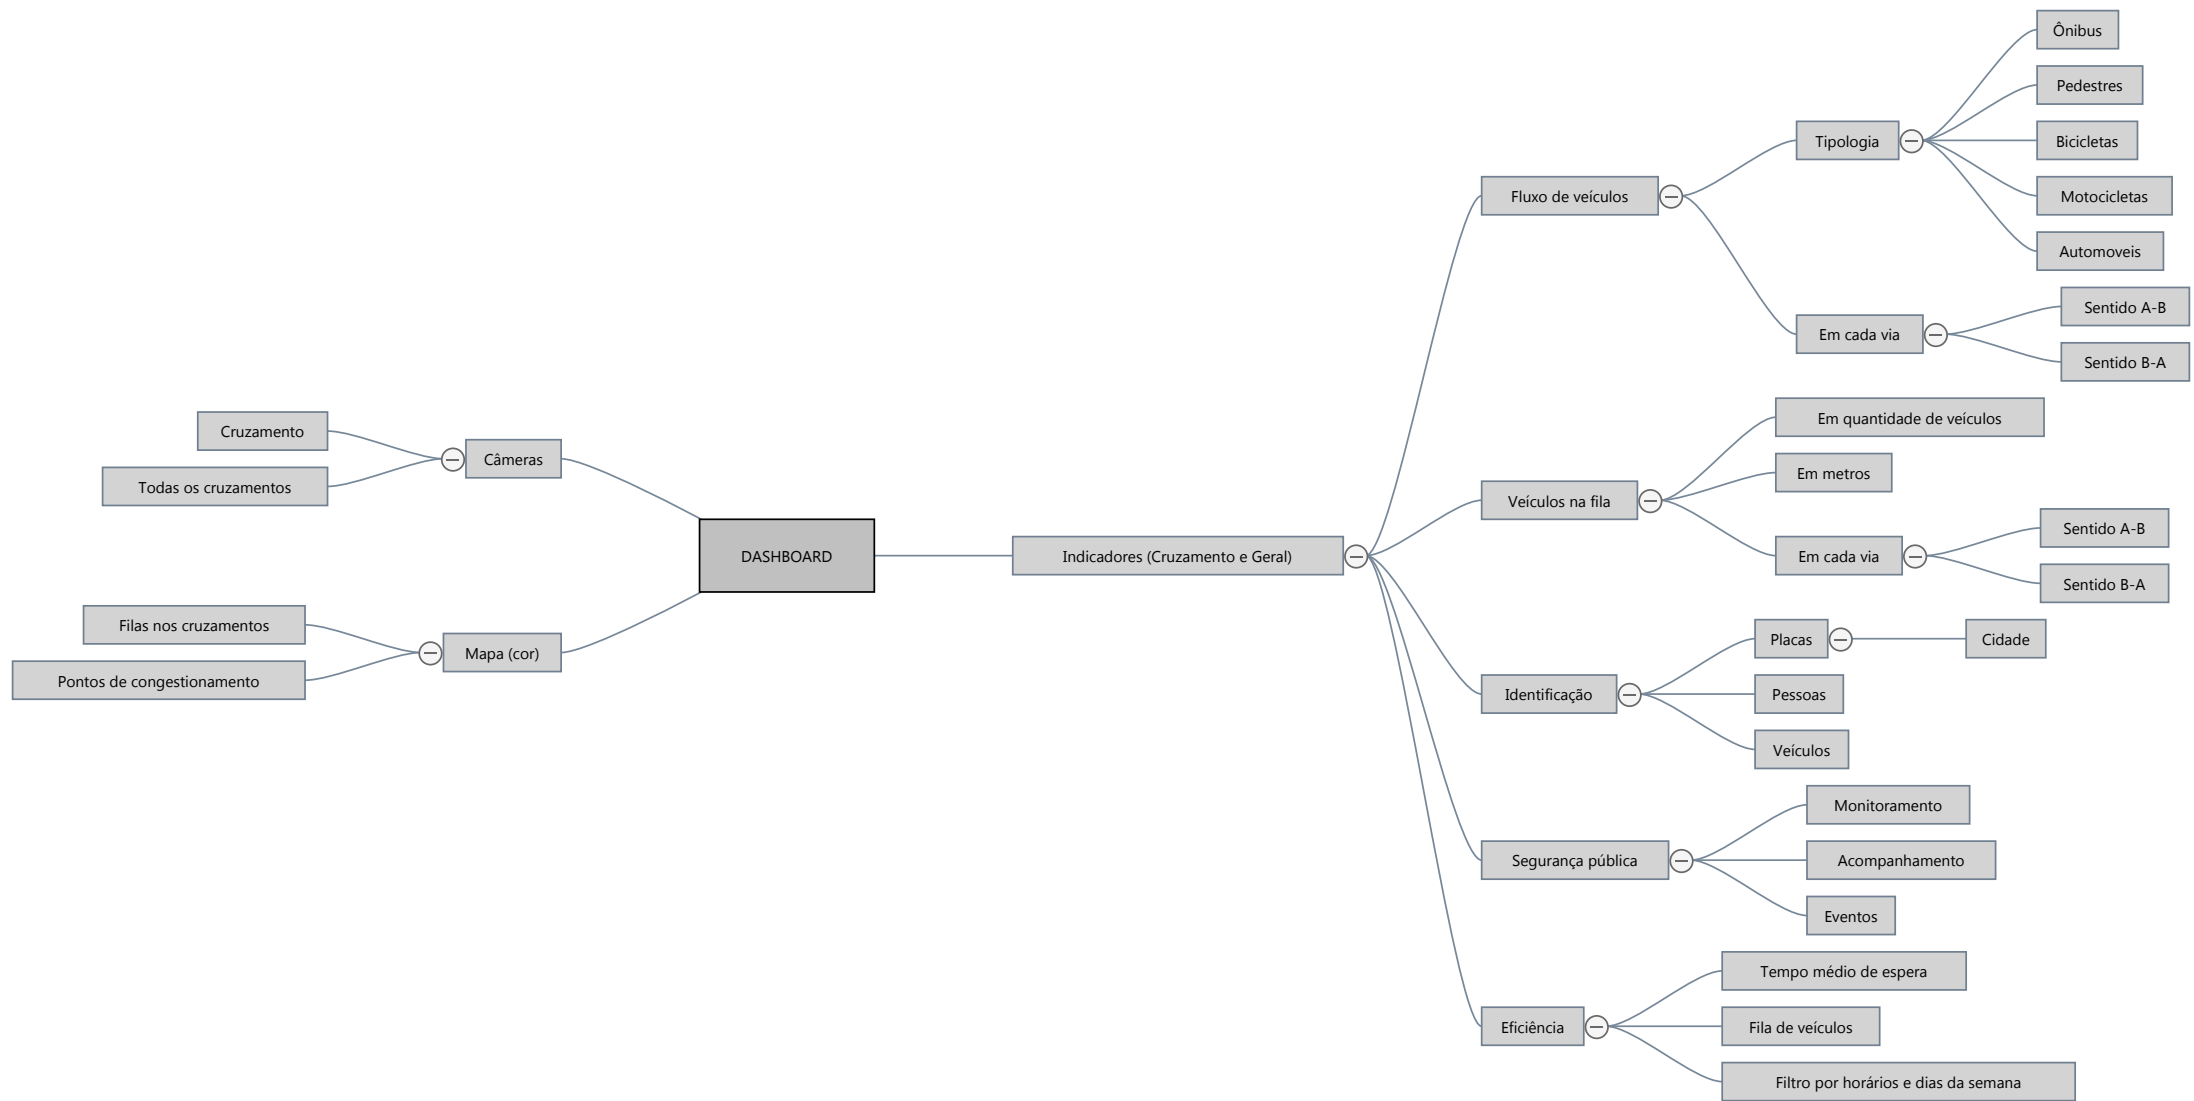 DASHBOARD
Câmeras
Cruzamento
Todas os cruzamentos
Mapa (cor)
Filas nos cruzamentos
Pontos de congestionamento
Indicadores (Cruzamento e Geral)
Fluxo de veículos
Tipologia
Ônibus
Pedestres
Bicicletas
Motocicletas
Automoveis
Em cada via
Sentido A-B
Sentido B-A
Veículos na fila
Em quantidade de veículos
Em metros
Em cada via
Sentido A-B
Sentido B-A
Identificação
Placas
Cidade
Pessoas
Veículos
Segurança pública
Monitoramento
Acompanhamento
Eventos
Eficiência
Tempo médio de espera
Fila de veículos
Filtro por horários e dias da semana